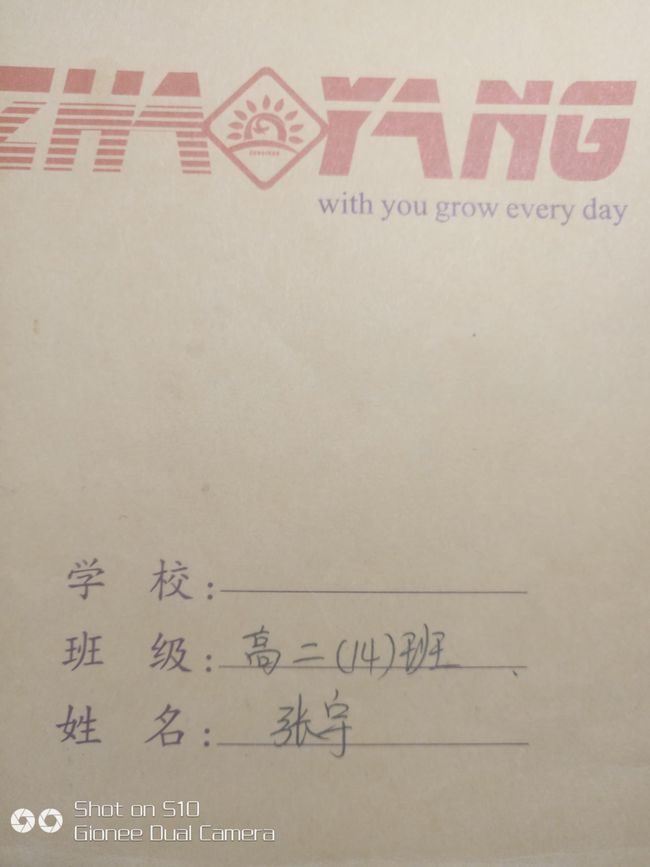 ZHAOYANG
with you grow every day
学 校:
班 级: 高二(14)班
姓 名: 张宇
Shot on S10
Gionee Dual Camera